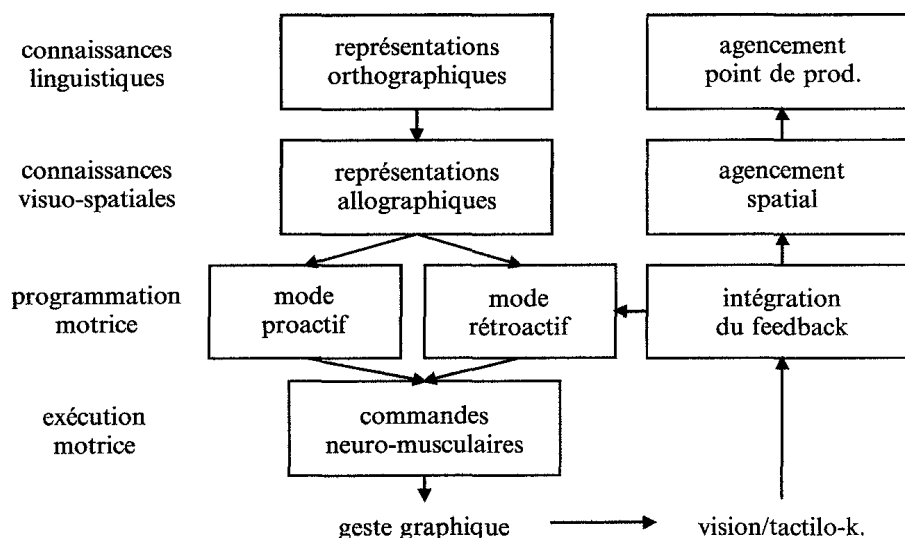 connaissances
linguistiques
représentations
orthographiques
agencement
point de prod.
connaissances
visuo-spatiales
représentations
allographiques
agencement
spatial
programmation
motrice
mode
proactif
mode
rétroactif
intégration
du feedback
exécution
motrice
commandes
neuro-musculaires
geste graphique
vision/tactilo-k.